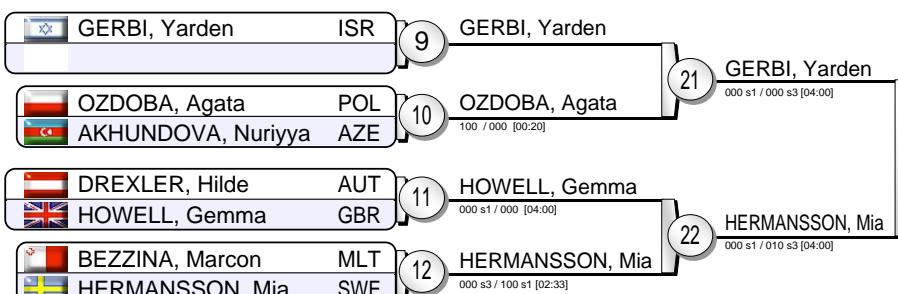 GERBI, Yarden ISR
9
GERBI, Yarden
21
GERBI, Yarden
000 s1 / 000 s3 [04:00]
OZDOBA, Agata POL
AKHUNDOVA, Nuriyya AZE
10
OZDOBA, Agata
100 / 000 [00:20]
DREXLER, Hilde AUT
HOWELL, Gemma GBR
11
HOWELL, Gemma
000 s1 / 000 [04:00]
22
HERMANSSON, Mia
000 s1 / 010 s3 [04:00]
BEZZINA, Marcon MLT
HERMANSSON, Mia SWE
12
HERMANSSON, Mia
000 s3 / 100 s1 [02:33]